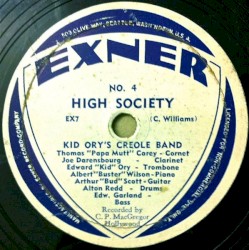 EXNER
NO. 4
HIGH SOCIETY
EX7 (C. Williams)
KID ORY'S CREOLE BAND
Thomas "Papa Mutt" Carey - Cornet
Joe Darensbourg - Clarinet
Edward "Kid" Ory - Trombone
Albert "Buster" Wilson - Piano
Arthur "Bud" Scott - Guitar
Alton Redd - Drums
Edw. Garland - Bass
Recorded by
C. P. MacGregor
Hollywood